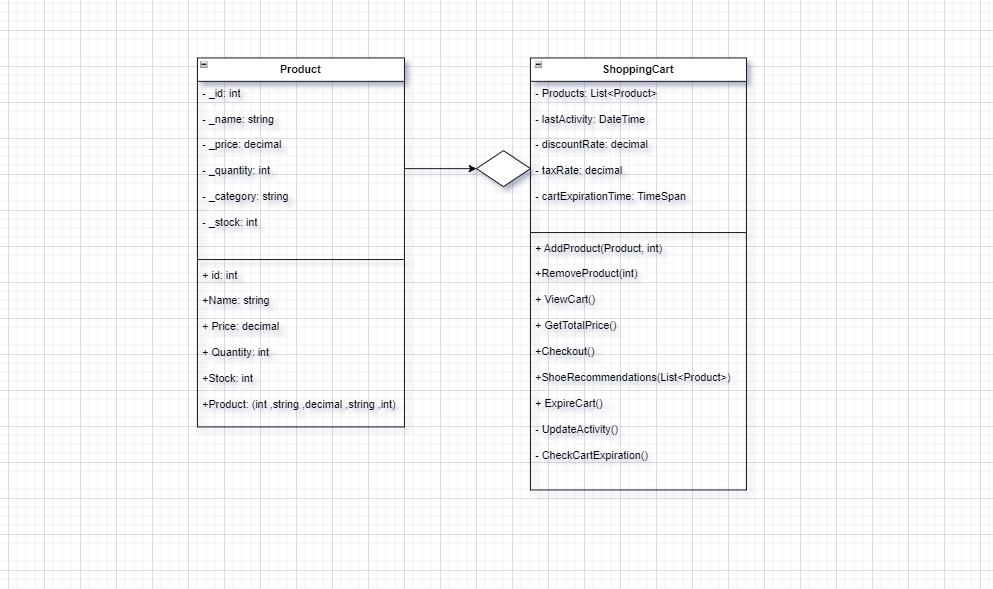 Product
- _id: int
- _name: string
- _price: decimal
- _quantity: int
- _category: string
- _stock: int
+ id: int
+Name: string
+ Price: decimal
+ Quantity: int
+Stock: int
+Product: (int ,string ,decimal ,string ,int)
ShoppingCart
- Products: List<Product>
- lastActivity: DateTime
- discountRate: decimal
- taxRate: decimal
- cartExpirationTime: TimeSpan
+ AddProduct(Product, int)
+RemoveProduct(int)
+ ViewCart()
+ GetTotalPrice()
+Checkout()
+ShoeRecommendations(List<Product>)
+ ExpireCart()
- UpdateActivity()
- CheckCartExpiration()